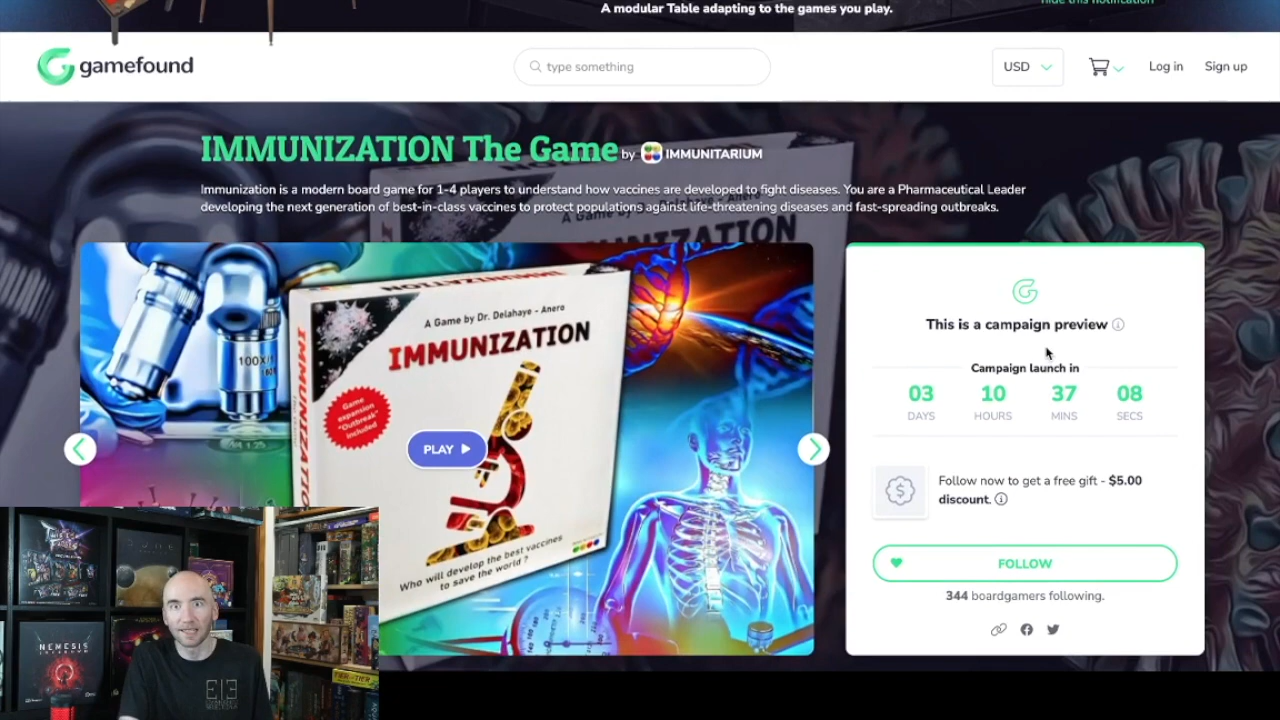 A modular Table adapting to the games you play.
hide this notification
gamefound
type something
USD
Log in
Sign up
IMMUNIZATION The Game by IMMUNITARIUM
Immunization is a modern board game for 1-4 players to understand how vaccines are developed to fight diseases. You are a Pharmaceutical Leader
developing the next generation of best-in-class vaccines to protect populations against life-threatening diseases and fast-spreading outbreaks.
A Game by Dr. Delahaye - Anero
IMMUNIZATION
IMMUNIZATION
Game
expansion
"Outbreak"
included
100X/1
Who will develop the best vaccines
to save the world ?
PLAY
This is a campaign preview
Campaign launch in
03 10 37 08
DAYS HOURS MINS SECS
Follow now to get a free gift - $5.00
discount.
FOLLOW
344 boardgamers following.
NEMESIS